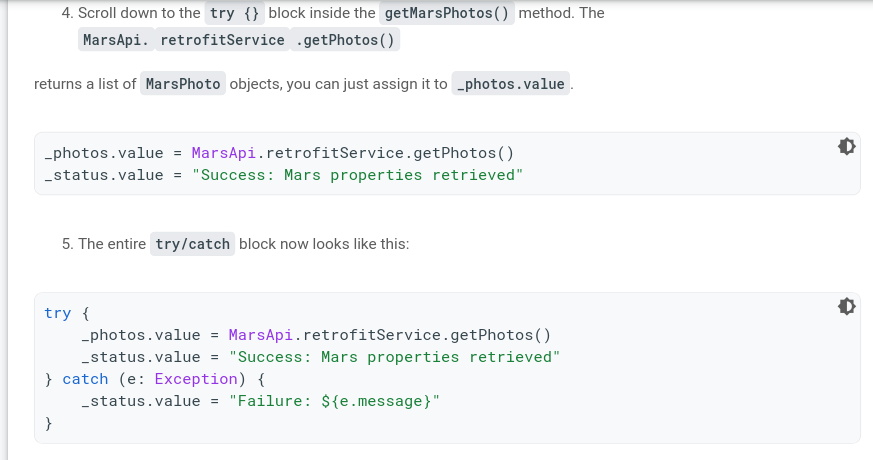 4. Scroll down to the try {} block inside the getMarsPhotos() method. The
MarsApi. retrofitService .getPhotos()
returns a list of MarsPhoto objects, you can just assign it to _photos.value .
_photos.value = MarsApi.retrofitService.getPhotos()
_status.value = "Success: Mars properties retrieved"
5. The entire try/catch block now looks like this:
try {
    _photos.value = MarsApi.retrofitService.getPhotos()
    _status.value = "Success: Mars properties retrieved"
} catch (e: Exception) {
    _status.value = "Failure: ${e.message}"
}